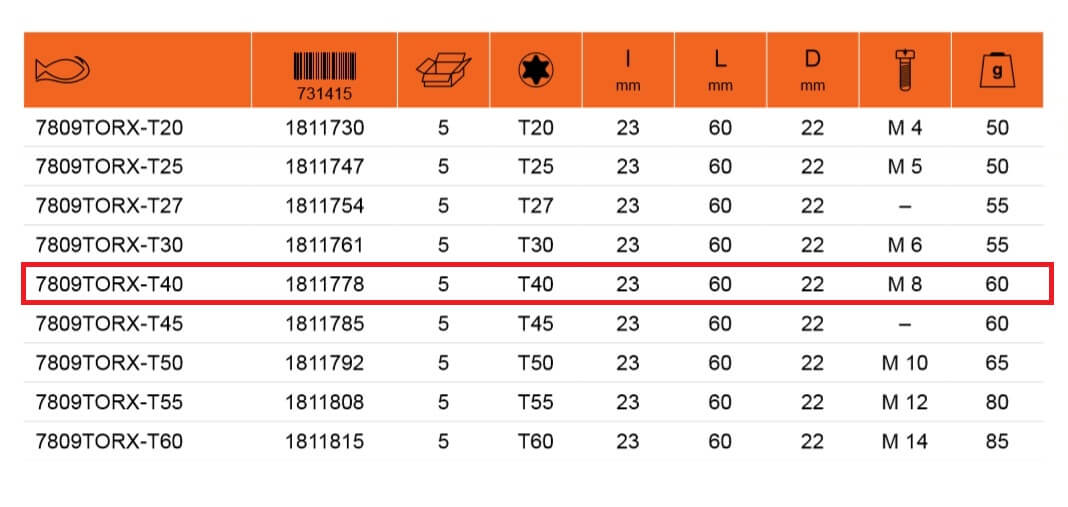 731415 I mm L mm D mm g
7809TORX-T20 1811730 5 T20 23 60 22 M 4 50
7809TORX-T25 1811747 5 T25 23 60 22 M 5 50
7809TORX-T27 1811754 5 T27 23 60 22 – 55
7809TORX-T30 1811761 5 T30 23 60 22 M 6 55
7809TORX-T40 1811778 5 T40 23 60 22 M 8 60
7809TORX-T45 1811785 5 T45 23 60 22 – 60
7809TORX-T50 1811792 5 T50 23 60 22 M 10 65
7809TORX-T55 1811808 5 T55 23 60 22 M 12 80
7809TORX-T60 1811815 5 T60 23 60 22 M 14 85